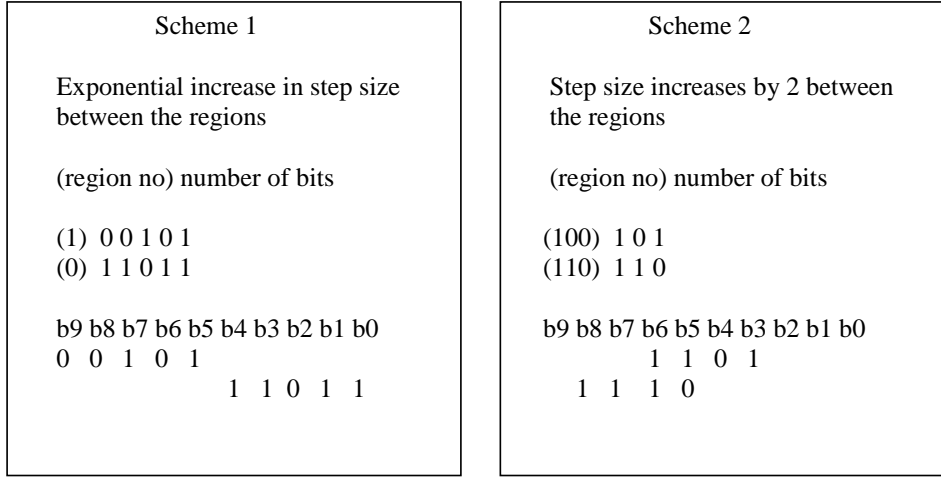 Scheme 1
Exponential increase in step size
between the regions
(region no) number of bits
(1) 0 0 1 0 1
(0) 1 1 0 1 1
b9 b8 b7 b6 b5 b4 b3 b2 b1 b0
0 0 1 0 1
1 1 0 1 1
Scheme 2
Step size increases by 2 between
the regions
(region no) number of bits
(100) 1 0 1
(110) 1 1 0
b9 b8 b7 b6 b5 b4 b3 b2 b1 b0
1 1 0 1
1 1 1 0